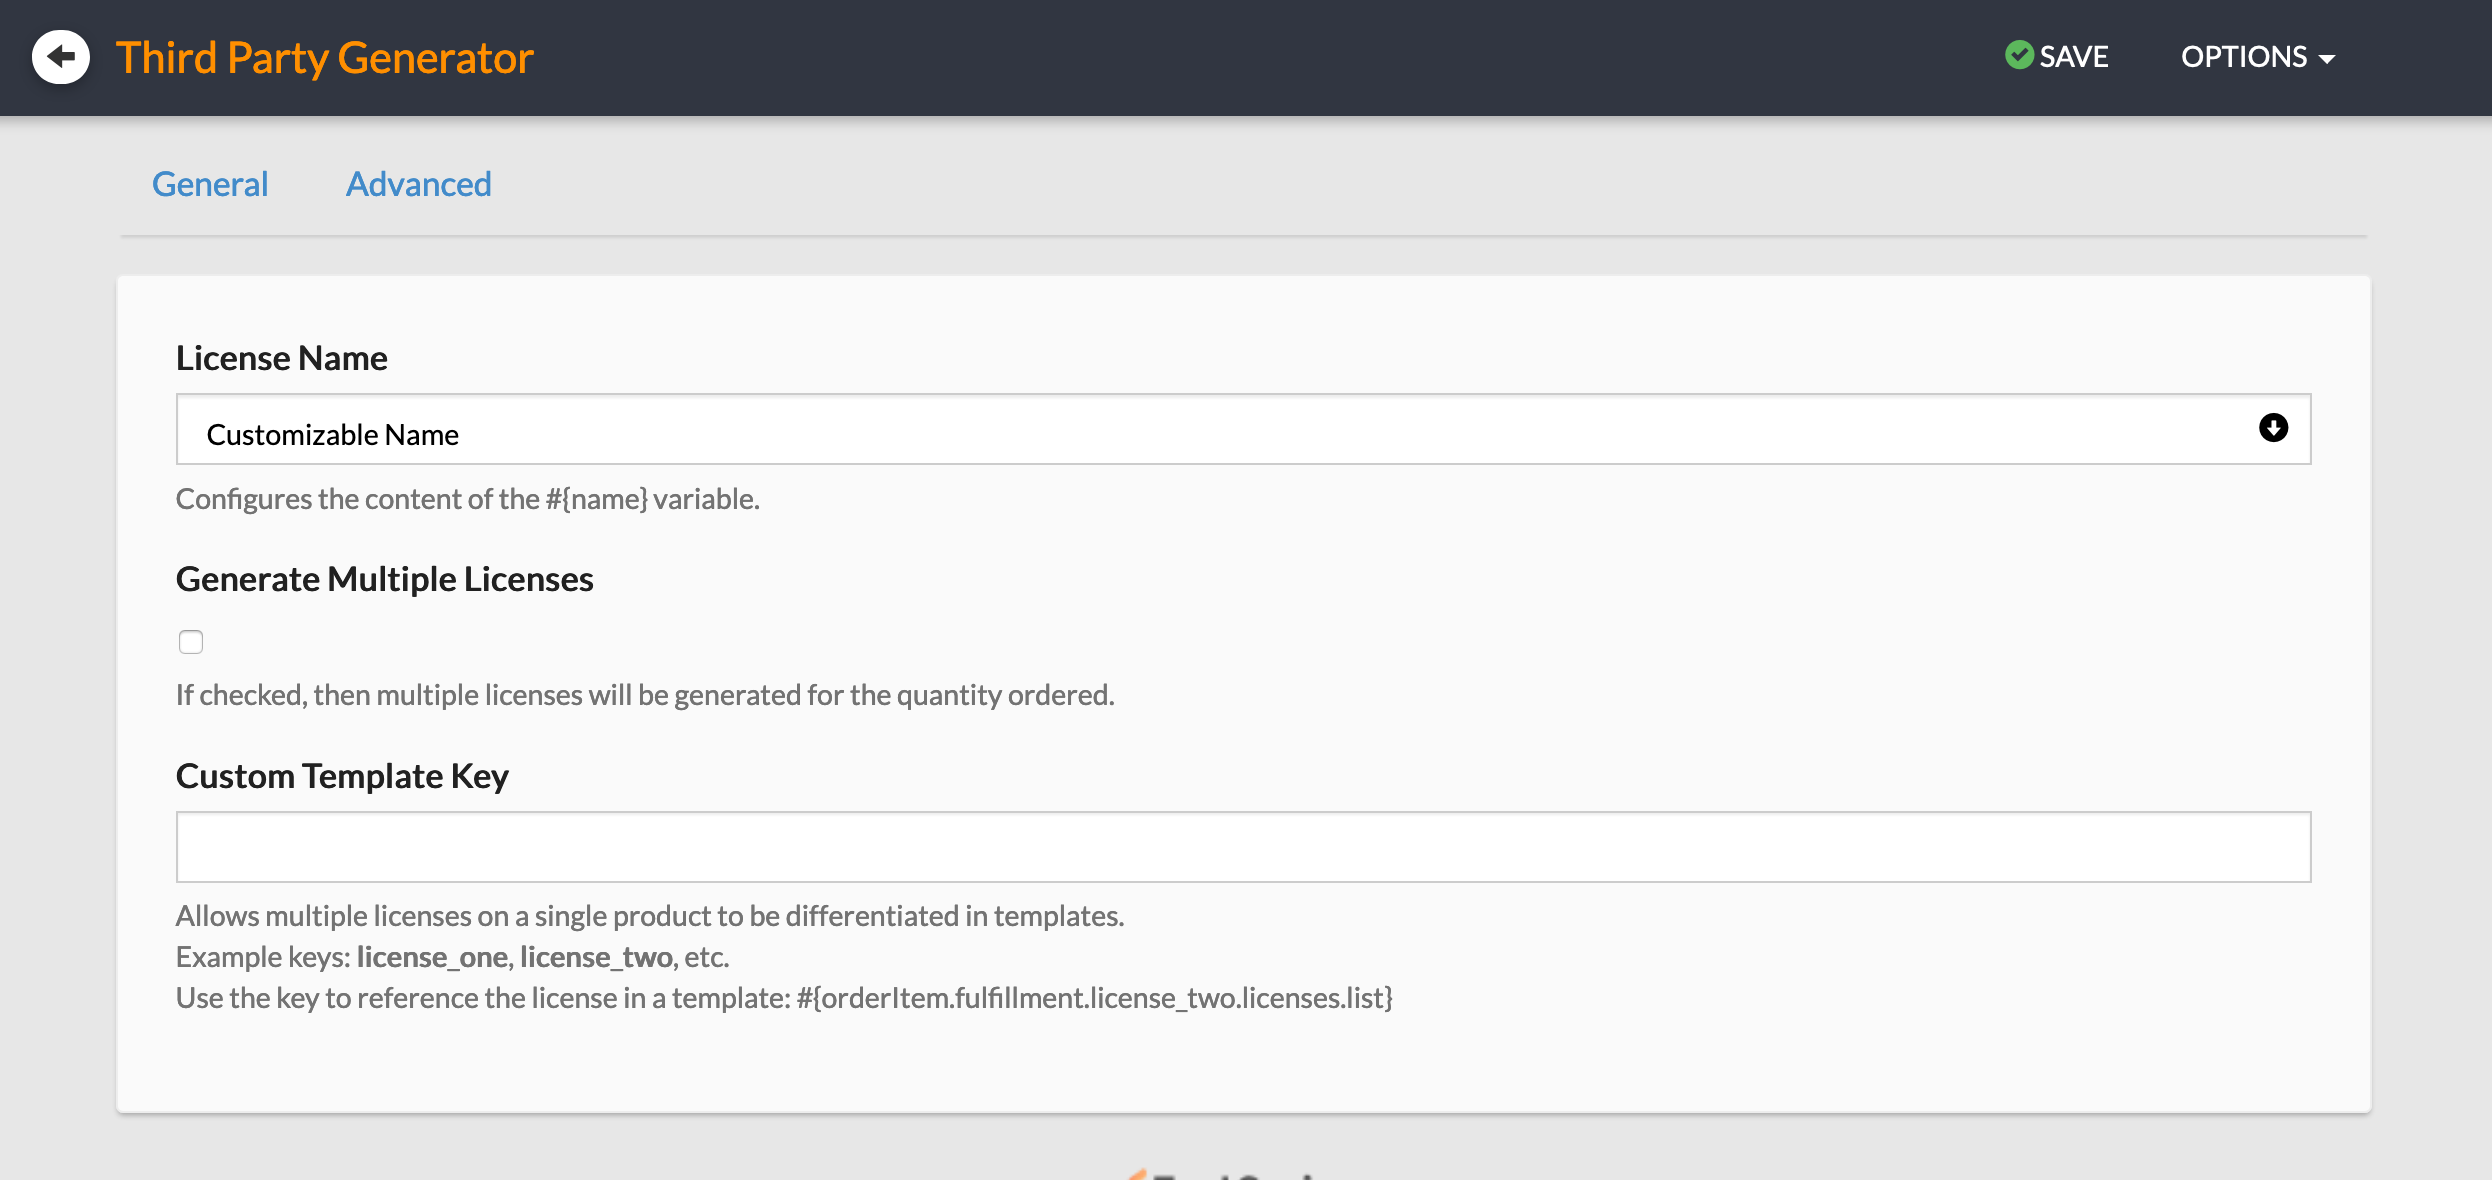 Third Party Generator
SAVE
OPTIONS
General
Advanced
License Name
Customizable Name
Configures the content of the #{name} variable.
Generate Multiple Licenses
If checked, then multiple licenses will be generated for the quantity ordered.
Custom Template Key
Allows multiple licenses on a single product to be differentiated in templates.
Example keys: license_one, license_two, etc.
Use the key to reference the license in a template: #{orderItem.fulfillment.license_two.licenses.list}